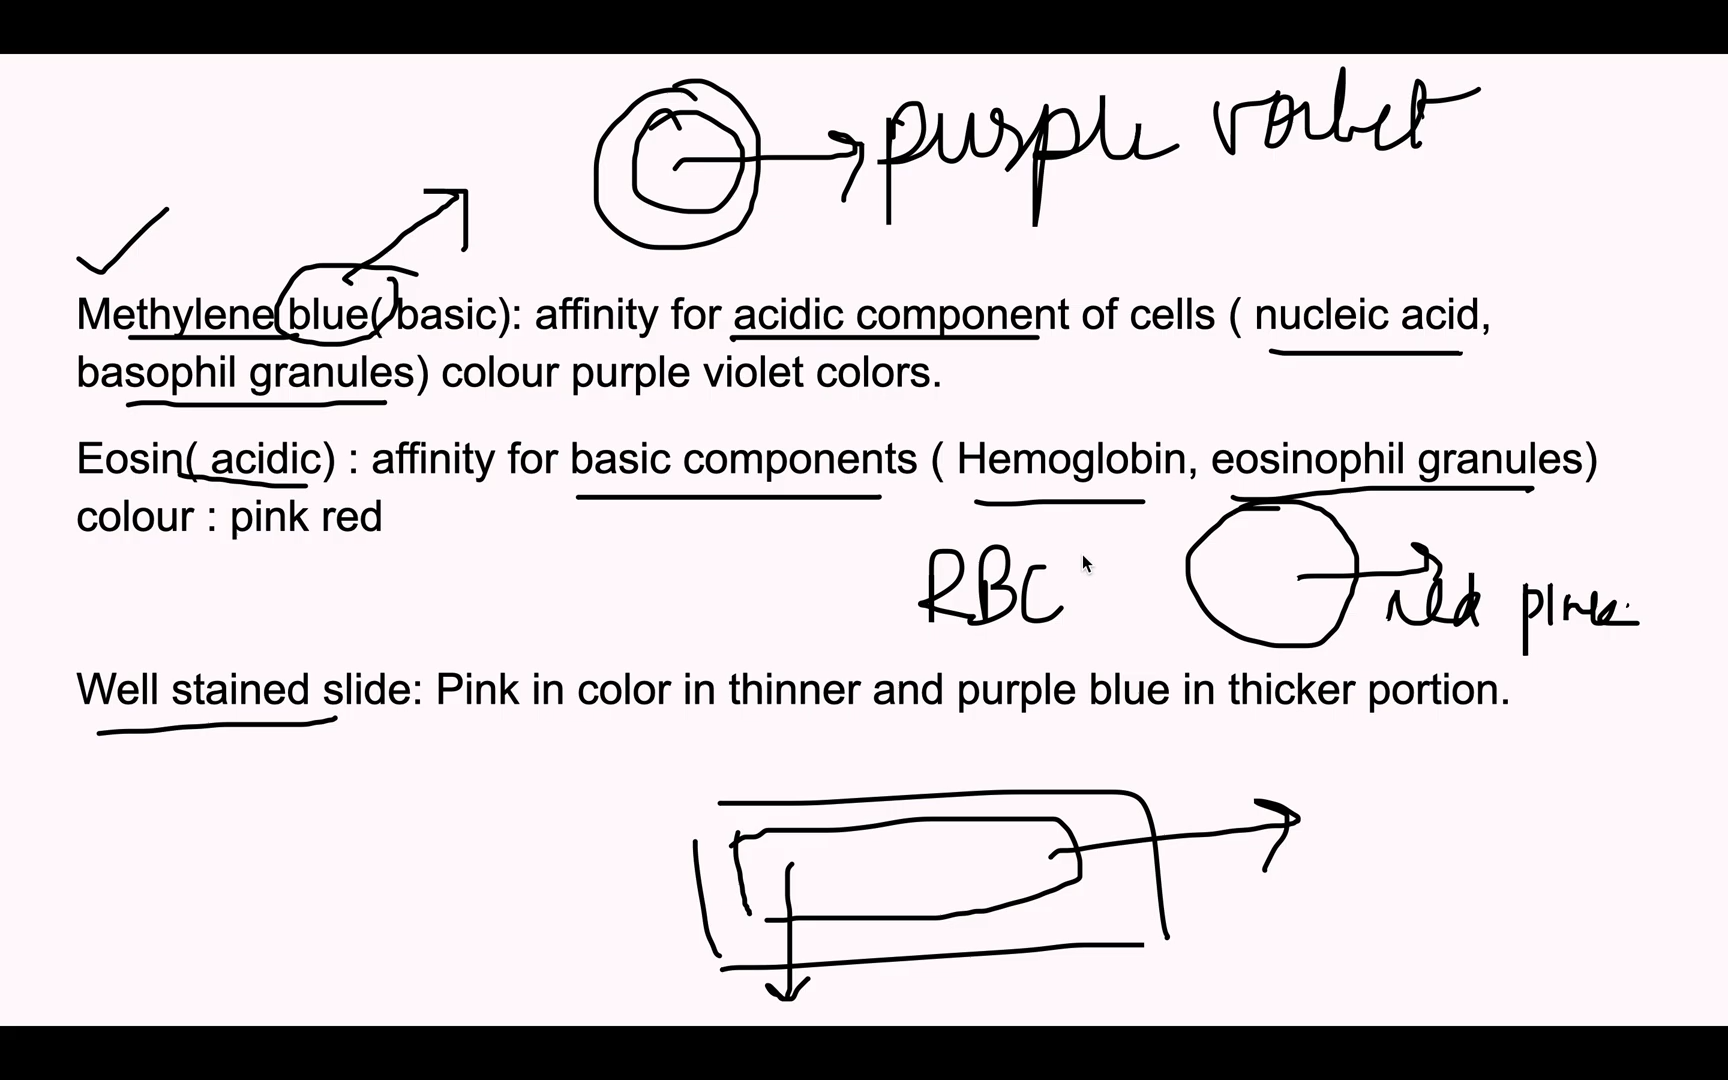 purple violet
Methylene blue( basic): affinity for acidic component of cells ( nucleic acid,
basophil granules) colour purple violet colors.
Eosin( acidic) : affinity for basic components ( Hemoglobin, eosinophil granules)
colour : pink red
RBC
red pink
Well stained slide: Pink in color in thinner and purple blue in thicker portion.